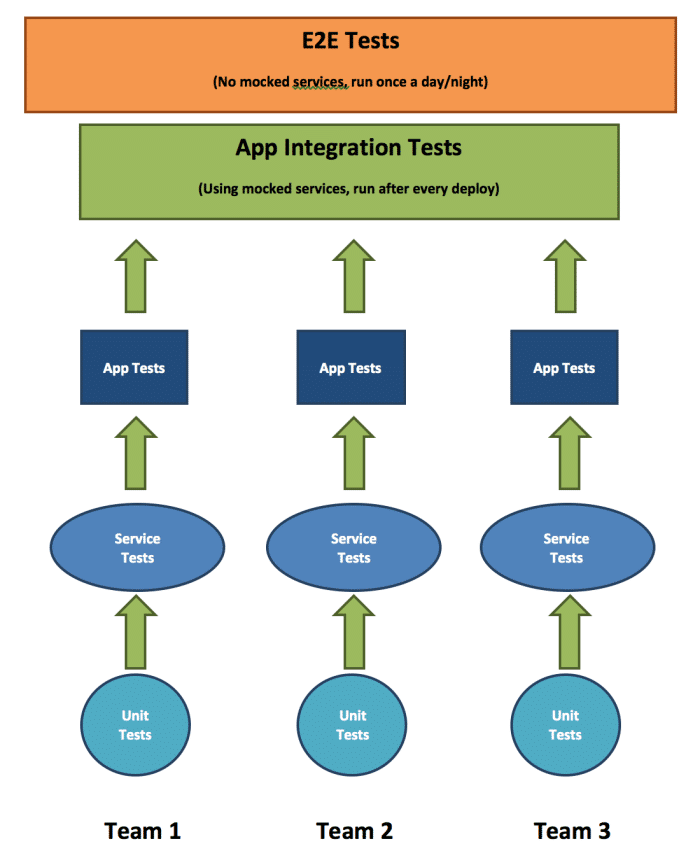 E2E Tests
(No mocked services, run once a day/night)
App Integration Tests
(Using mocked services, run after every deploy)
App Tests
App Tests
App Tests
Service
Tests
Service
Tests
Service
Tests
Unit
Tests
Unit
Tests
Unit
Tests
Team 1
Team 2
Team 3